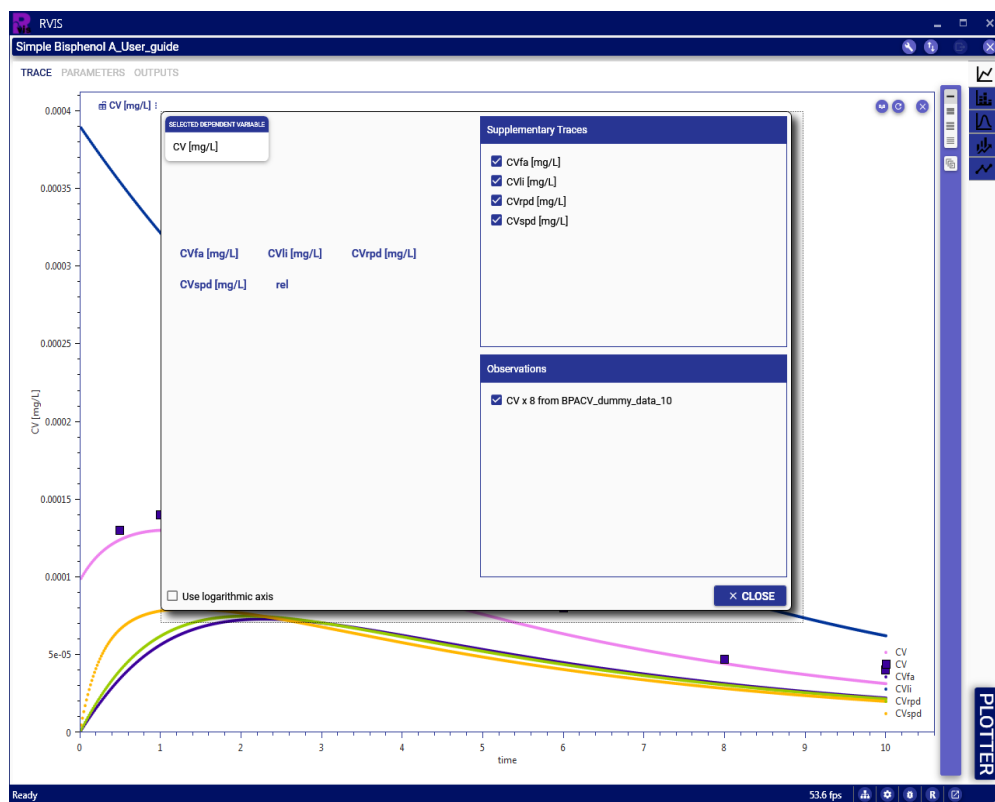 RVIS
Simple Bisphenol A_User_guide
TRACE PARAMETERS OUTPUTS
CV [mg/L]
0.0004
0.00035
0.0003
0.00025
0.0002
0.00015
0.0001
5e-05
0
CV [mg/L]
SELECTED DEPENDENT VARIABLE
CV [mg/L]
CVfa [mg/L] CVli [mg/L] CVrpd [mg/L]
CVspd [mg/L] rel
Use logarithmic axis
Supplementary Traces
CVfa [mg/L]
CVli [mg/L]
CVrpd [mg/L]
CVspd [mg/L]
Observations
CV x 8 from BPACV_dummy_data_10
CLOSE
CV
CV
CVfa
CVli
CVrpd
CVspd
0 1 2 3 4 5 6 7 8 9 10
time
PLOTTER
Ready
53.6 fps
R